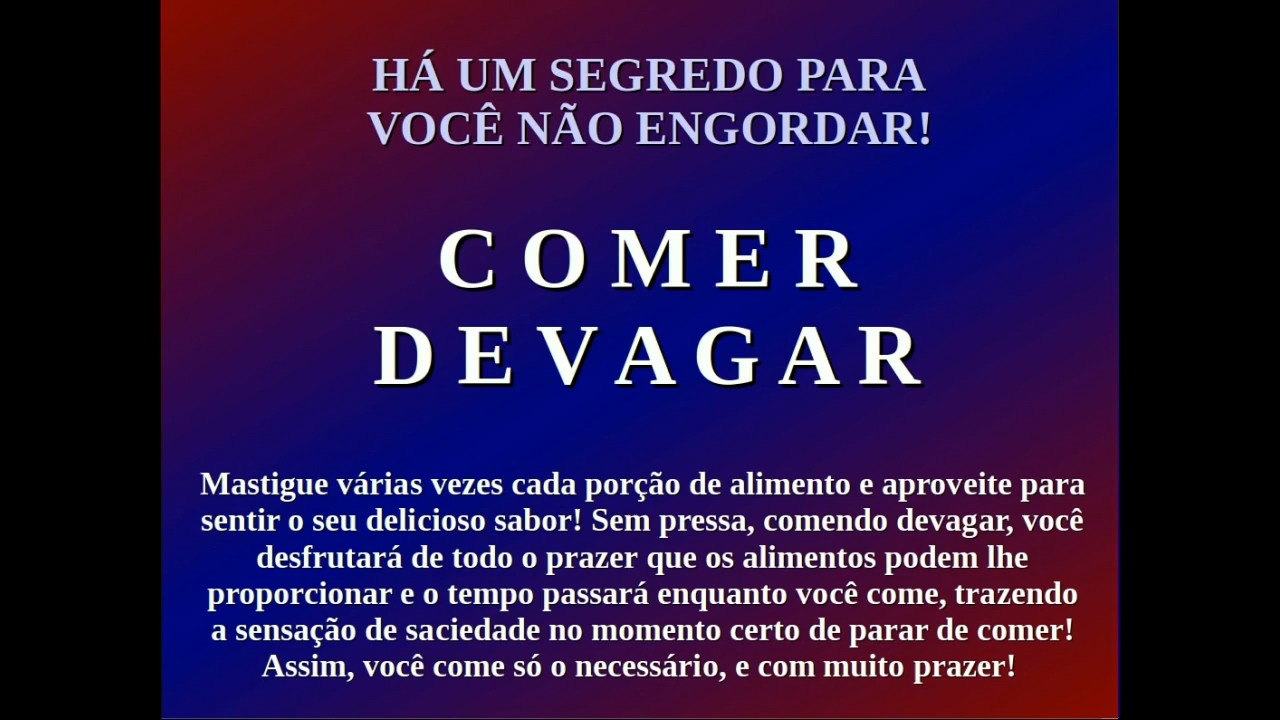 HÁ UM SEGREDO PARA
VOCÊ NÃO ENGORDAR!
COMER
DEVAGAR
Mastigue várias vezes cada porção de alimento e aproveite para
sentir o seu delicioso sabor! Sem pressa, comendo devagar, você
desfrutará de todo o prazer que os alimentos podem lhe
proporcionar e o tempo passará enquanto você come, trazendo
a sensação de saciedade no momento certo de parar de comer!
Assim, você come só o necessário, e com muito prazer!